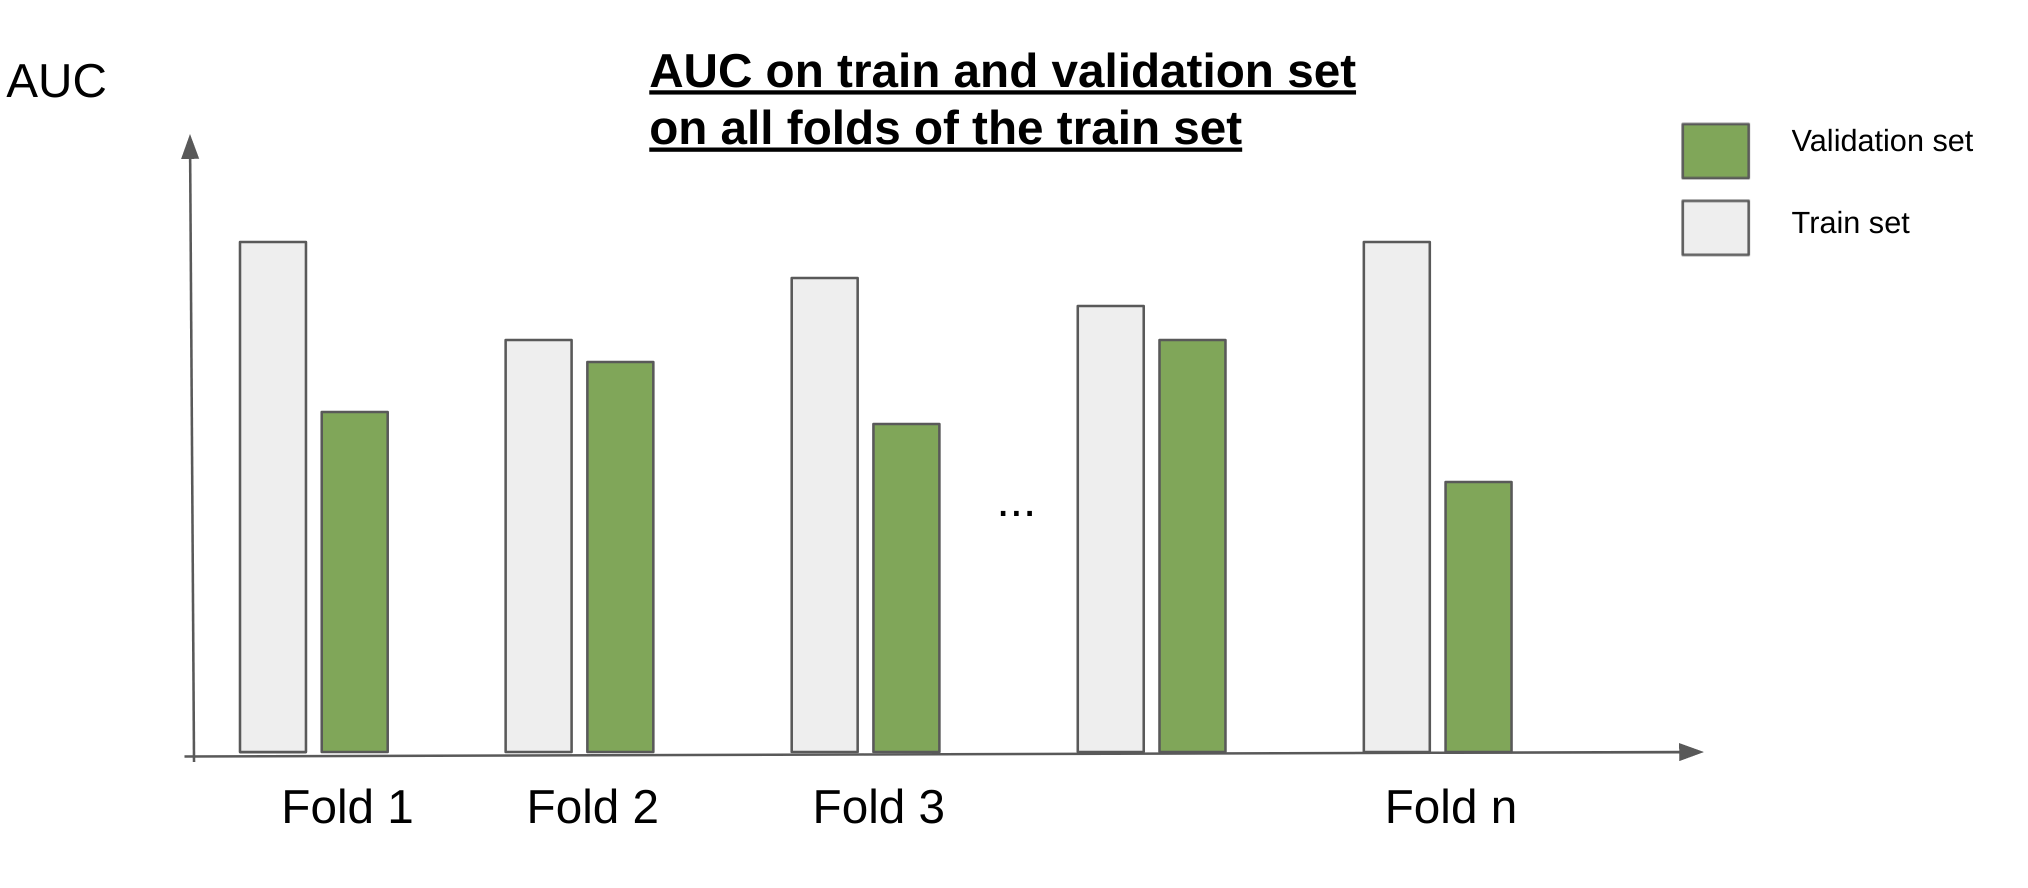 AUC
AUC on train and validation set
on all folds of the train set
Validation set
Train set
...
Fold 1
Fold 2
Fold 3
Fold n